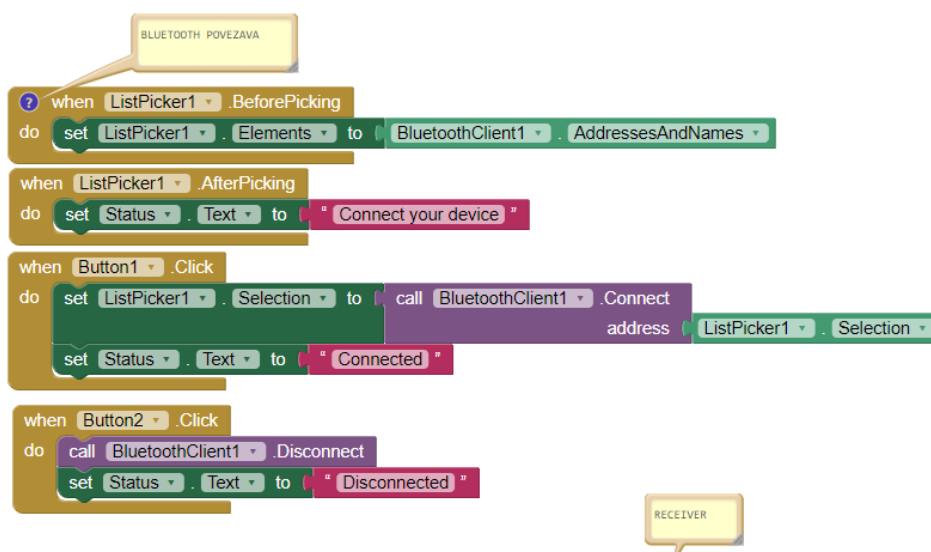 BLUETOOTH POVEZAVA
? when ListPicker1 .BeforePicking
do set ListPicker1 . Elements to BluetoothClient1 . AddressesAndNames
when ListPicker1 .AfterPicking
do set Status . Text to " Connect your device "
when Button1 .Click
do set ListPicker1 . Selection to call BluetoothClient1 .Connect
address ListPicker1 . Selection
set Status . Text to " Connected "
when Button2 .Click
do call BluetoothClient1 .Disconnect
set Status . Text to " Disconnected "
RECEIVER